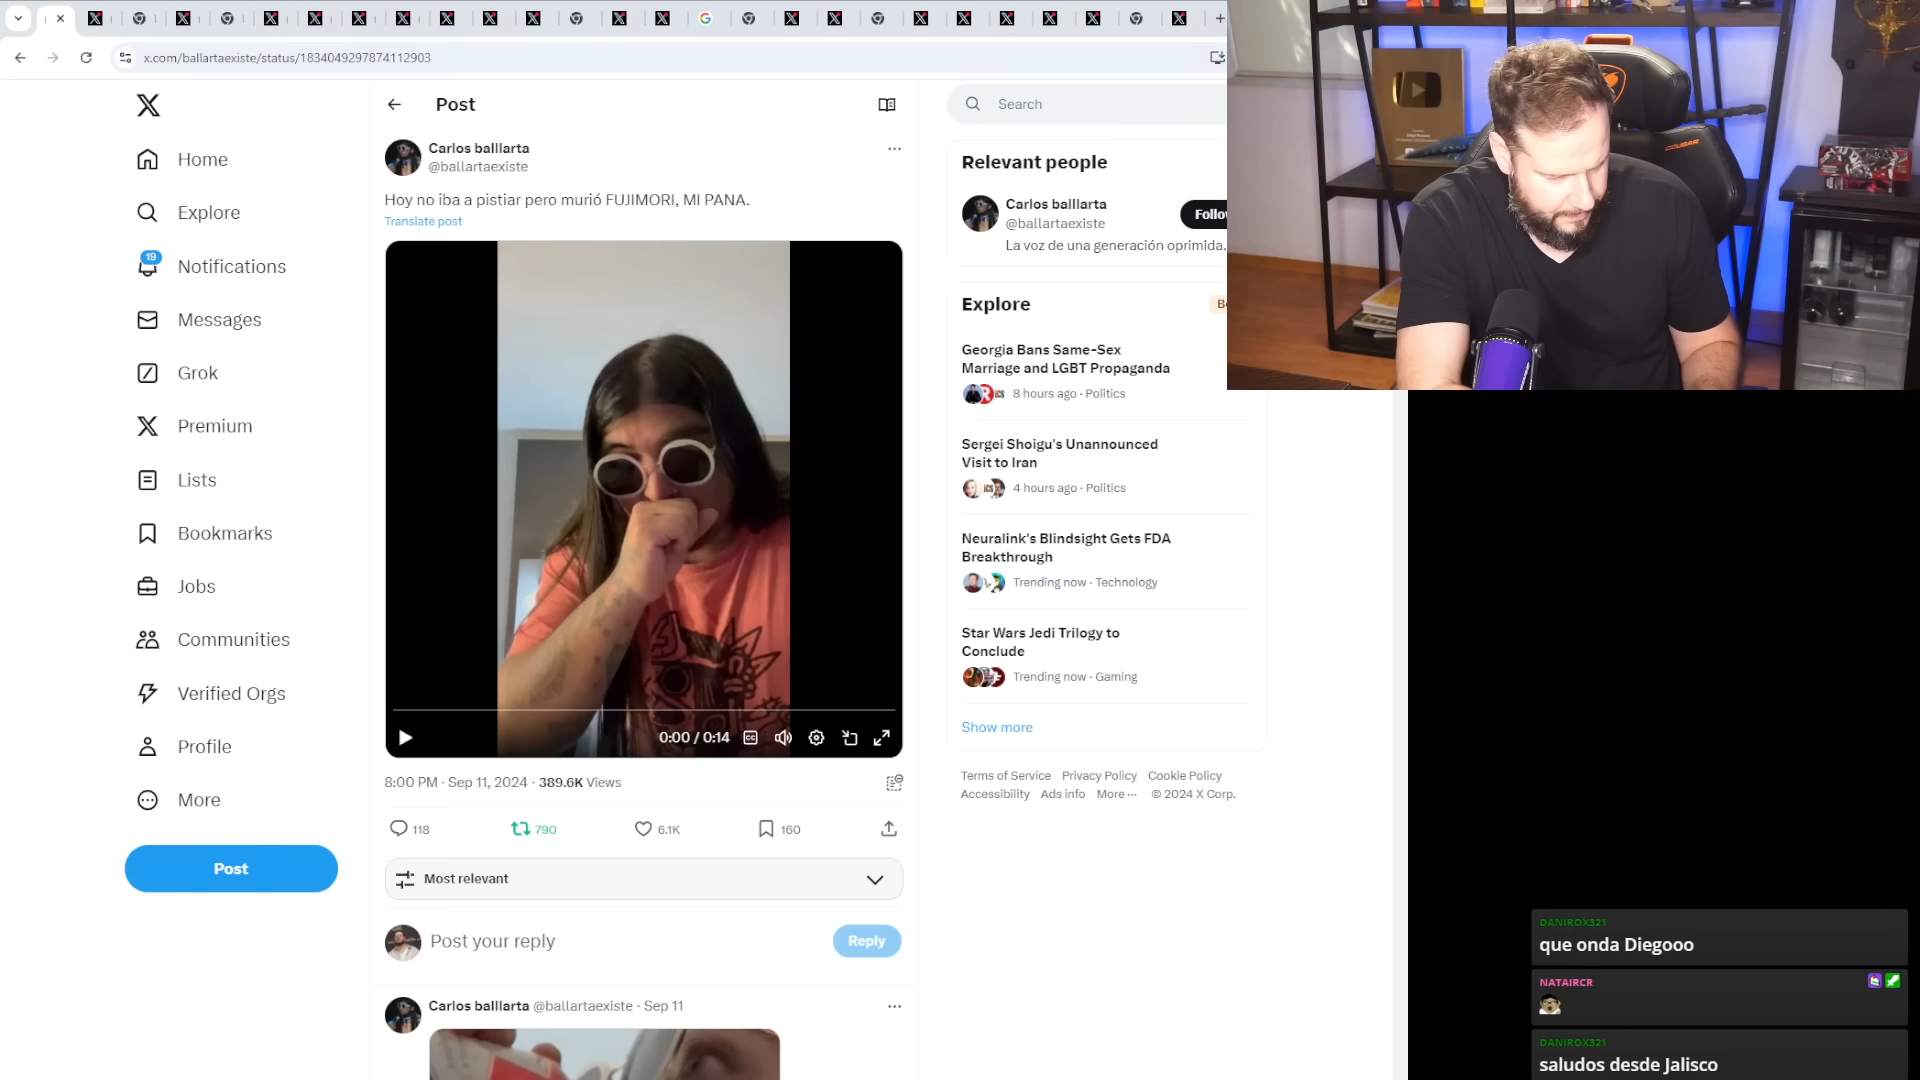 x.com/ballartaexiste/status/1834049297874112903
Home
Explore
19
Notifications
Messages
Grok
Premium
Lists
Bookmarks
Jobs
Communities
Verified Orgs
Profile
More
Post
Post
Carlos balllarta
@ballartaexiste
Hoy no iba a pistiar pero murió FUJIMORI, MI PANA.
Translate post
0:00 / 0:14
8:00 PM · Sep 11, 2024 · 389.6K Views
118
790
6.1K
160
Most relevant
Post your reply
Reply
Carlos balllarta @ballartaexiste · Sep 11
Search
Relevant people
Carlos balllarta
@ballartaexiste
La voz de una generación oprimida.
Explore
Georgia Bans Same-Sex
Marriage and LGBT Propaganda
8 hours ago · Politics
Sergei Shoigu's Unannounced
Visit to Iran
4 hours ago · Politics
Neuralink's Blindsight Gets FDA
Breakthrough
Trending now · Technology
Star Wars Jedi Trilogy to
Conclude
Trending now · Gaming
Show more
Terms of Service Privacy Policy Cookie Policy
Accessibility Ads info More ··· © 2024 X Corp.
COUGAR
DANIROX321
que onda Diegooo
NATAIRCR
DANIROX321
saludos desde Jalisco